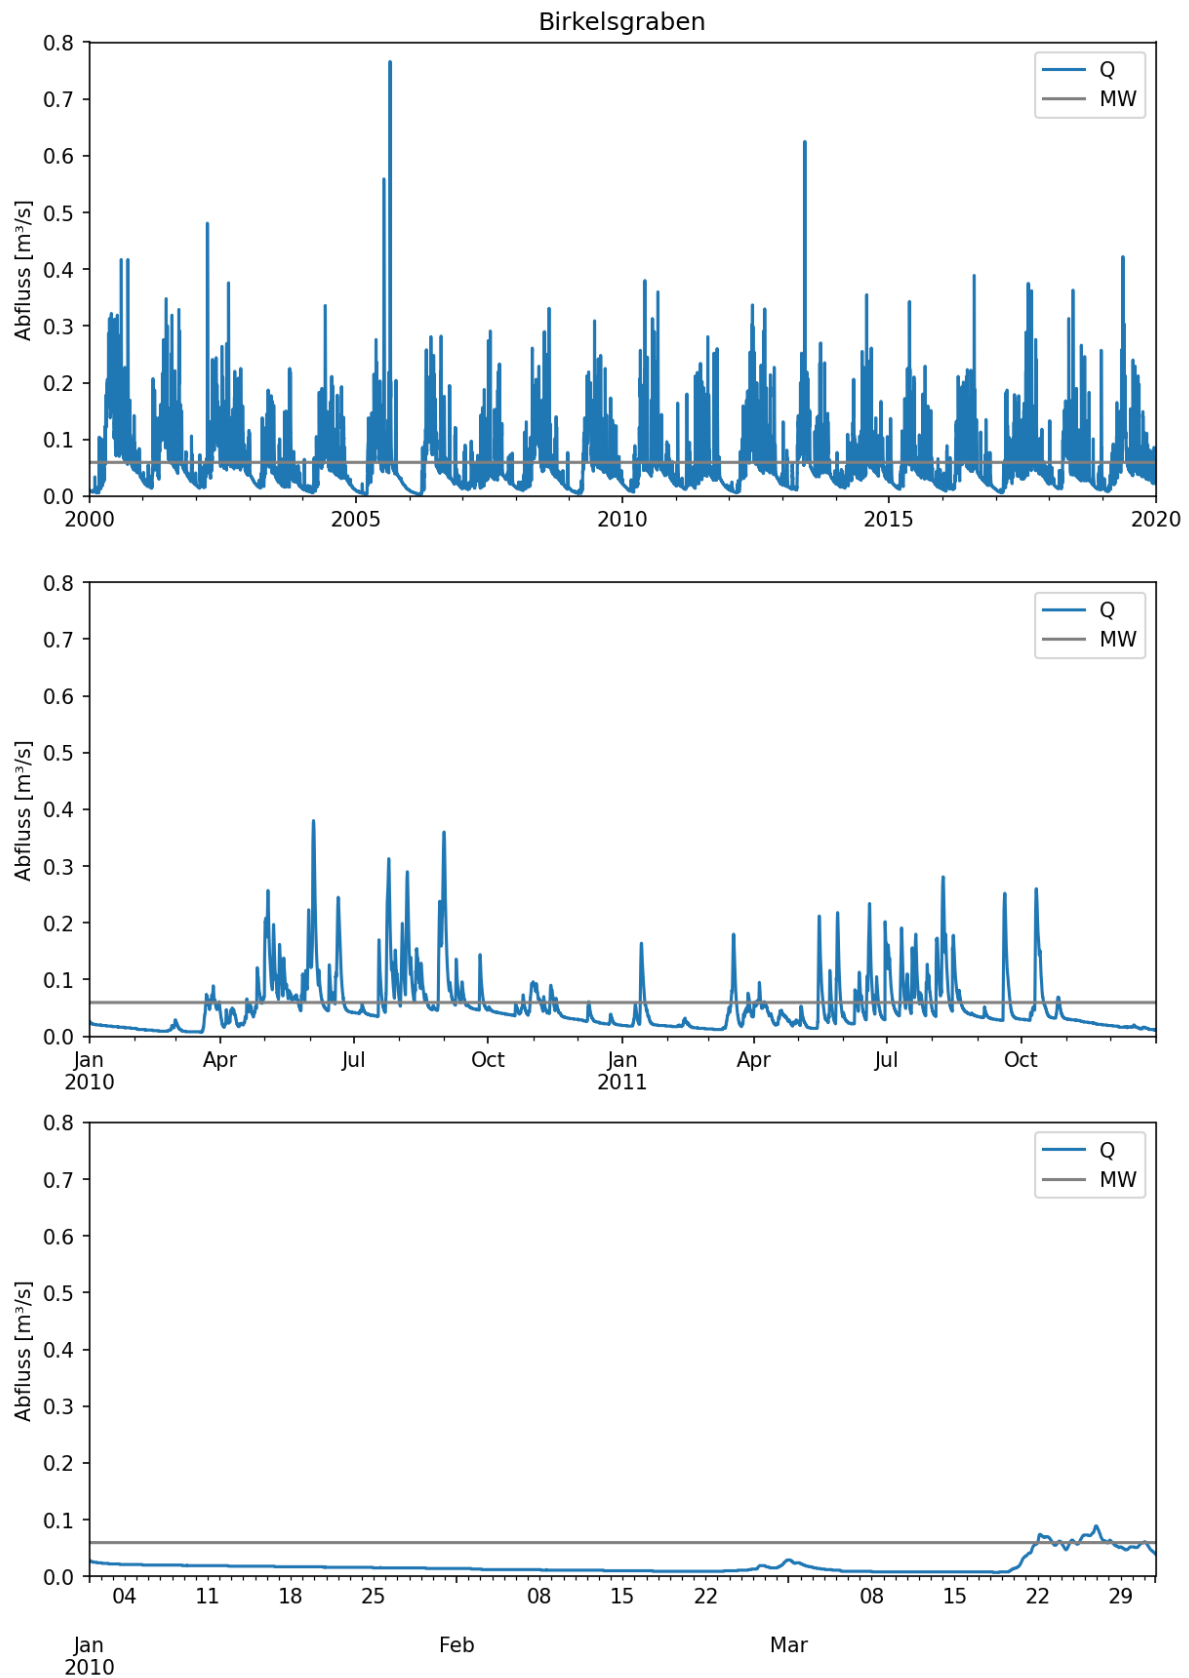 Birkelsgraben
0.8
0.7
0.6
0.5
0.4
0.3
0.2
0.1
0.0
Abfluss [m³/s]
Q
MW
2000 2005 2010 2015 2020
0.8
0.7
0.6
0.5
0.4
0.3
0.2
0.1
0.0
Abfluss [m³/s]
Q
MW
Jan Apr Jul Oct Jan Apr Jul Oct
2010 2011
0.8
0.7
0.6
0.5
0.4
0.3
0.2
0.1
0.0
Abfluss [m³/s]
Q
MW
04 11 18 25 08 15 22 08 15 22 29
Jan Feb Mar
2010